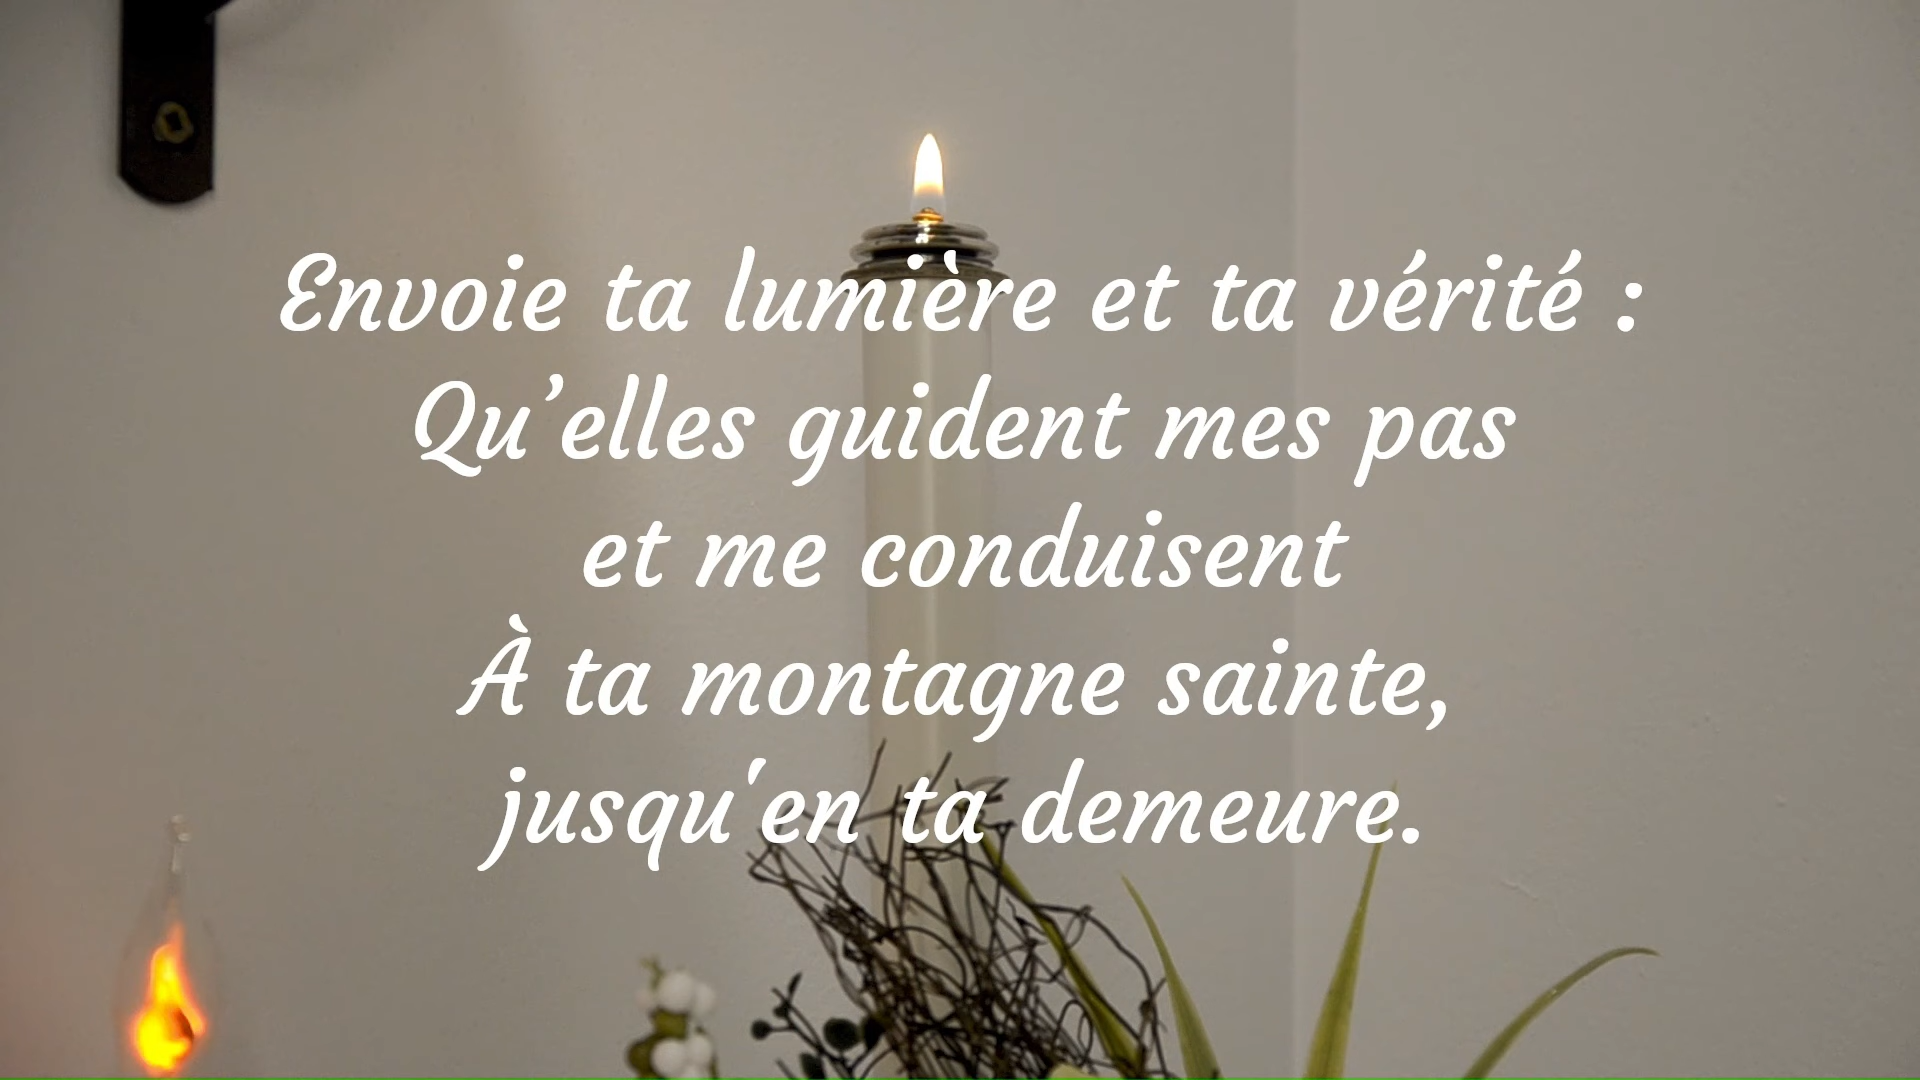 Envoie ta lumière et ta vérité :
Qu’elles guident mes pas
et me conduisent
À ta montagne sainte,
jusqu'en ta demeure.